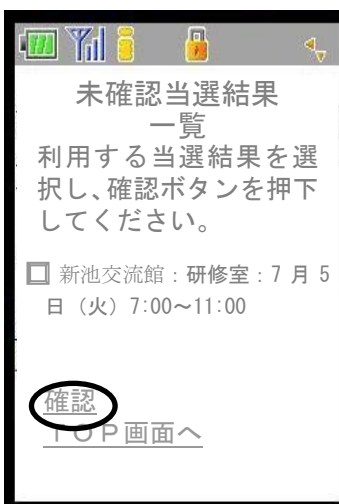 未確認当選結果
一覧
利用する当選結果を選
択し、確認ボタンを押下
してください。
新池交流館：研修室：7 月 5
日（火）7:00～11:00
確認
TOP画面へ